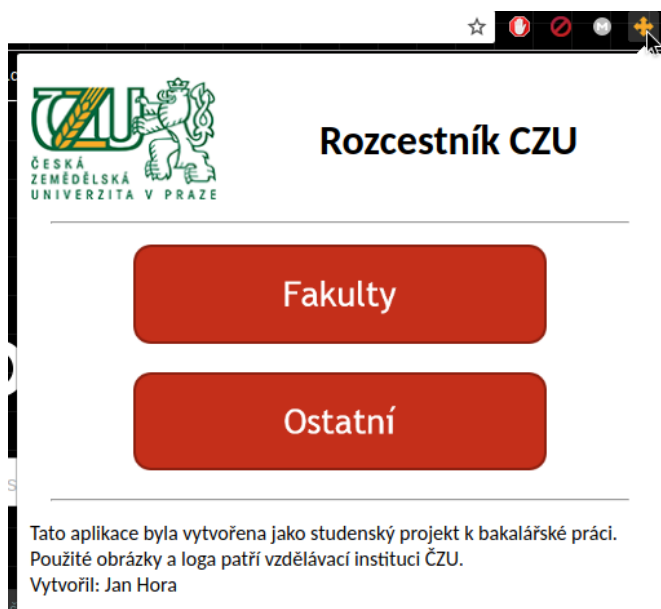 ČZU
ČESKÁ
ZEMĚDĚLSKÁ
UNIVERZITA V PRAZE
Rozcestník CZU
Fakulty
Ostatní
Tato aplikace byla vytvořena jako studenský projekt k bakalářské práci.
Použité obrázky a loga patří vzdělávací instituci ČZU.
Vytvořil: Jan Hora